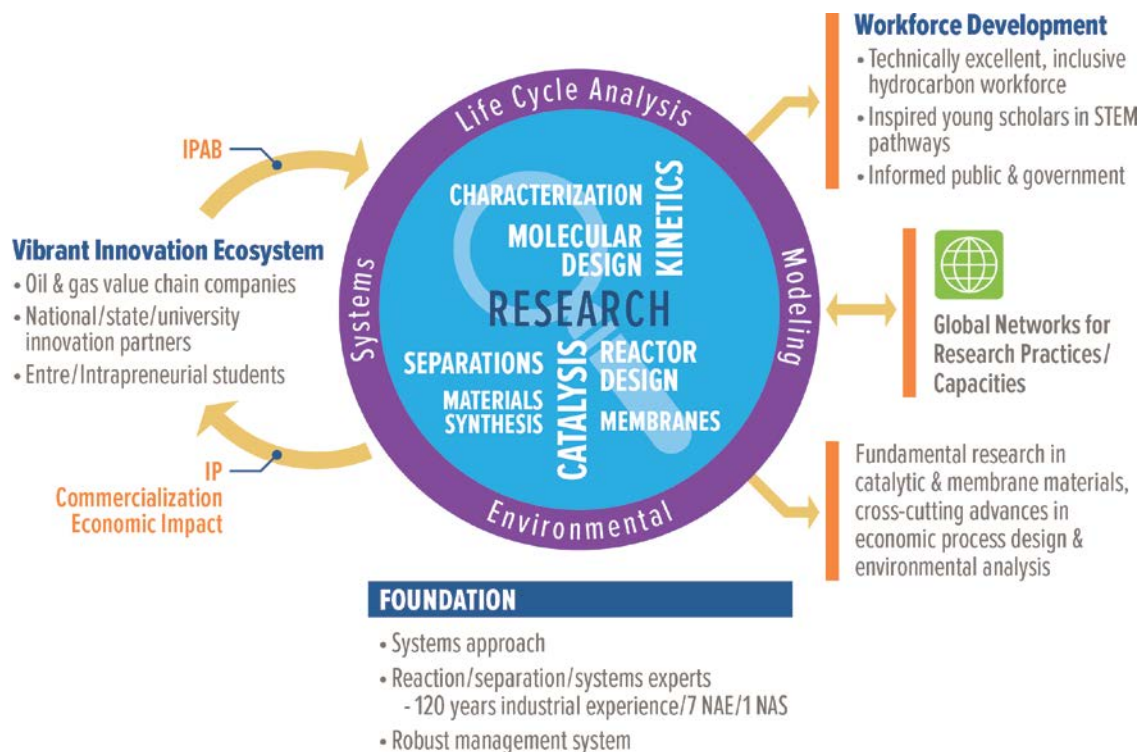 Workforce Development
• Technically excellent, inclusive
hydrocarbon workforce
• Inspired young scholars in STEM
pathways
• Informed public & government
IPAB
Vibrant Innovation Ecosystem
• Oil & gas value chain companies
• National/state/university
innovation partners
• Entre/Intrapreneurial students
IP
Commercialization
Economic Impact
Life Cycle Analysis
Systems
Modeling
Environmental
CHARACTERIZATION
KINETICS
MOLECULAR
DESIGN
RESEARCH
SEPARATIONS
CATALYSIS
REACTOR
DESIGN
MATERIALS
SYNTHESIS
MEMBRANES
Global Networks for
Research Practices/
Capacities
Fundamental research in
catalytic & membrane materials,
cross-cutting advances in
economic process design &
environmental analysis
FOUNDATION
• Systems approach
• Reaction/separation/systems experts
- 120 years industrial experience/7 NAE/1 NAS
• Robust management system